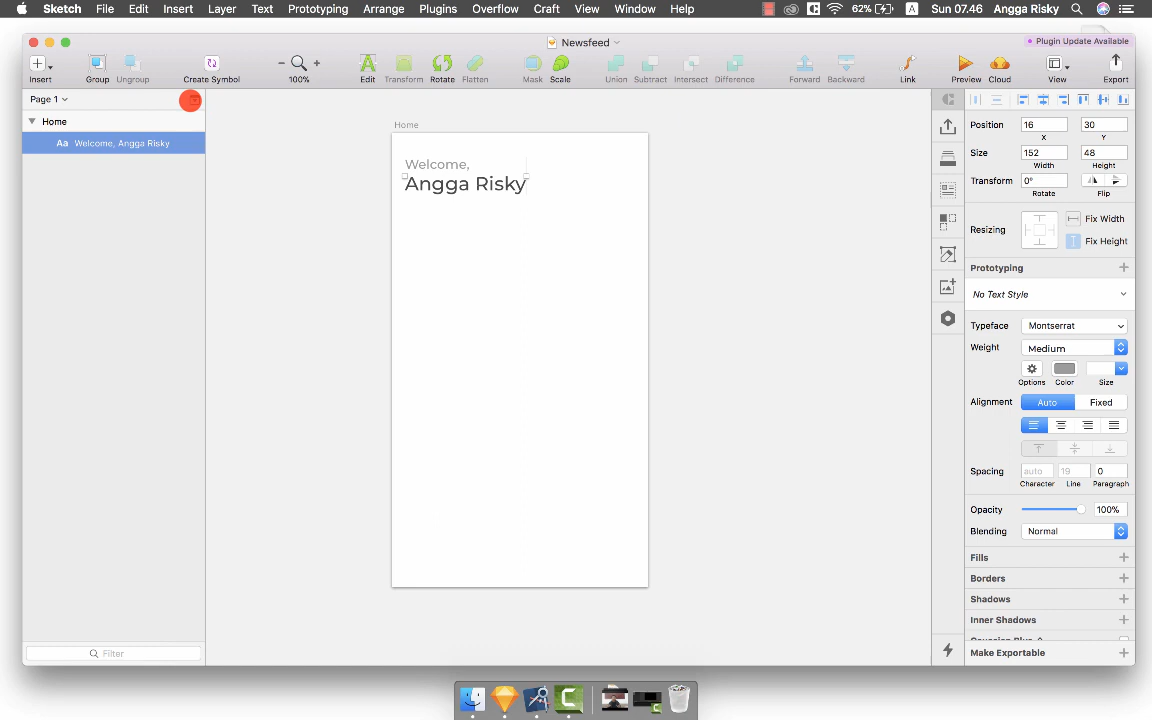 Sketch File Edit Insert Layer Text Prototyping Arrange Plugins Overflow Craft View Window Help 62% A Sun 07.46 Angga Risky
Newsfeed
Plugin Update Available
Insert Group Ungroup Create Symbol 100% Edit Transform Rotate Flatten Mask Scale Union Subtract Intersect Difference Forward Backward Link Preview Cloud View Export
Page 1
Home
Aa Welcome, Angga Risky
Filter
Home
Welcome,
Angga Risky
Position 16 30
X Y
Size 152 48
Width Height
Transform 0°
Rotate Flip
Resizing Fix Width
Fix Height
Prototyping
No Text Style
Typeface Montserrat
Weight Medium
Options Color Size
Alignment Auto Fixed
Spacing auto 19 0
Character Line Paragraph
Opacity 100%
Blending Normal
Fills
Borders
Shadows
Inner Shadows
Make Exportable